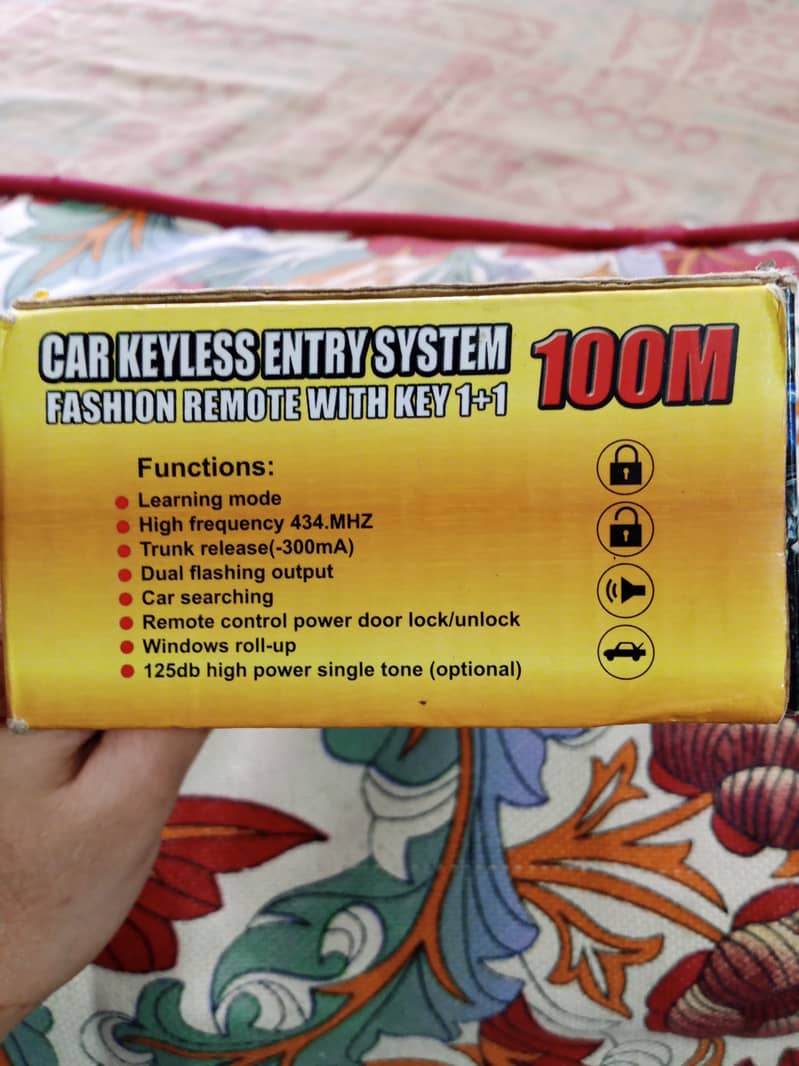 CAR KEYLESS ENTRY SYSTEM 100M
FASHION REMOTE WITH KEY 1+1
Functions:
Learning mode
High frequency 434.MHZ
Trunk release(-300mA)
Dual flashing output
Car searching
Remote control power door lock/unlock
Windows roll-up
125db high power single tone (optional)